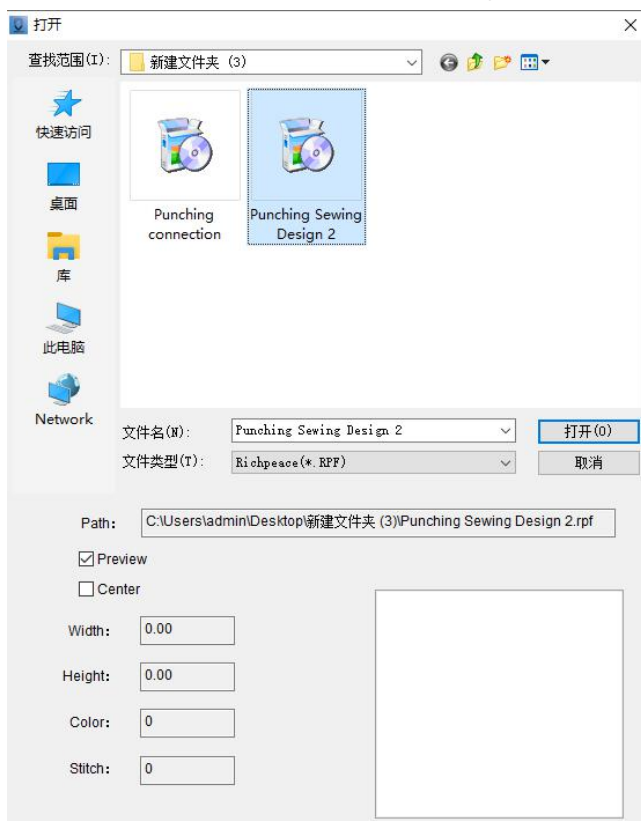 打开
查找范围(I):
新建文件夹 (3)
快速访问
桌面
库
此电脑
Network
Punching
connection
Punching Sewing
Design 2
文件名(N):
Punching Sewing Design 2
打开(O)
文件类型(T):
Richpeace(*.RPF)
取消
Path:
C:\Users\admin\Desktop\新建文件夹 (3)\Punching Sewing Design 2.rpf
Preview
Center
Width:
0.00
Height:
0.00
Color:
0
Stitch:
0